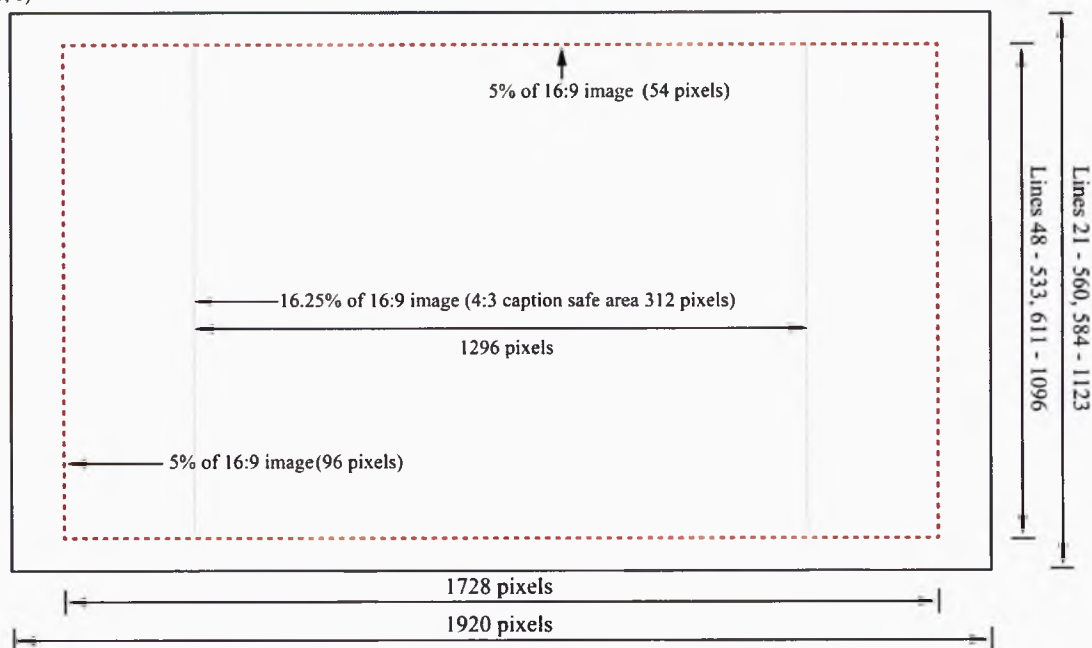 5% of 16:9 image (54 pixels)
16.25% of 16:9 image (4:3 caption safe area 312 pixels)
1296 pixels
5% of 16:9 image(96 pixels)
1728 pixels
1920 pixels
Lines 48 - 533, 611 - 1096
Lines 21 - 560, 584 - 1123